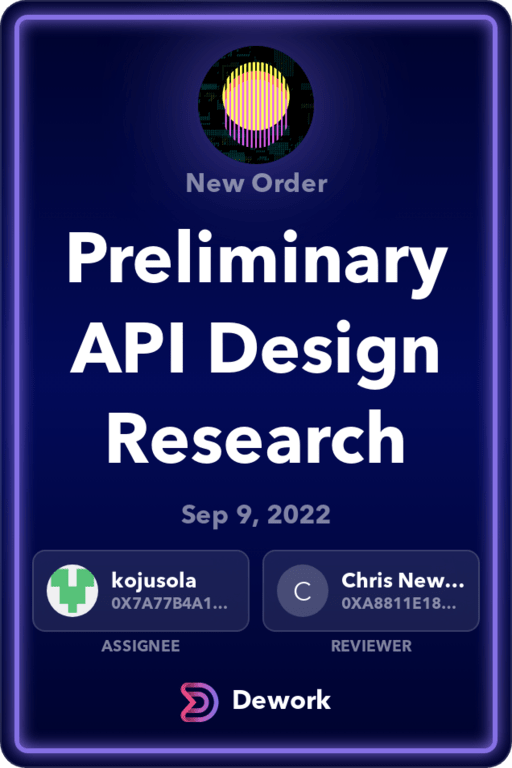 New Order
Preliminary
API Design
Research
Sep 9, 2022
kojusola
0X7A77B4A1...
Chris New...
0XA8811E18...
ASSIGNEE
REVIEWER
C
Dework